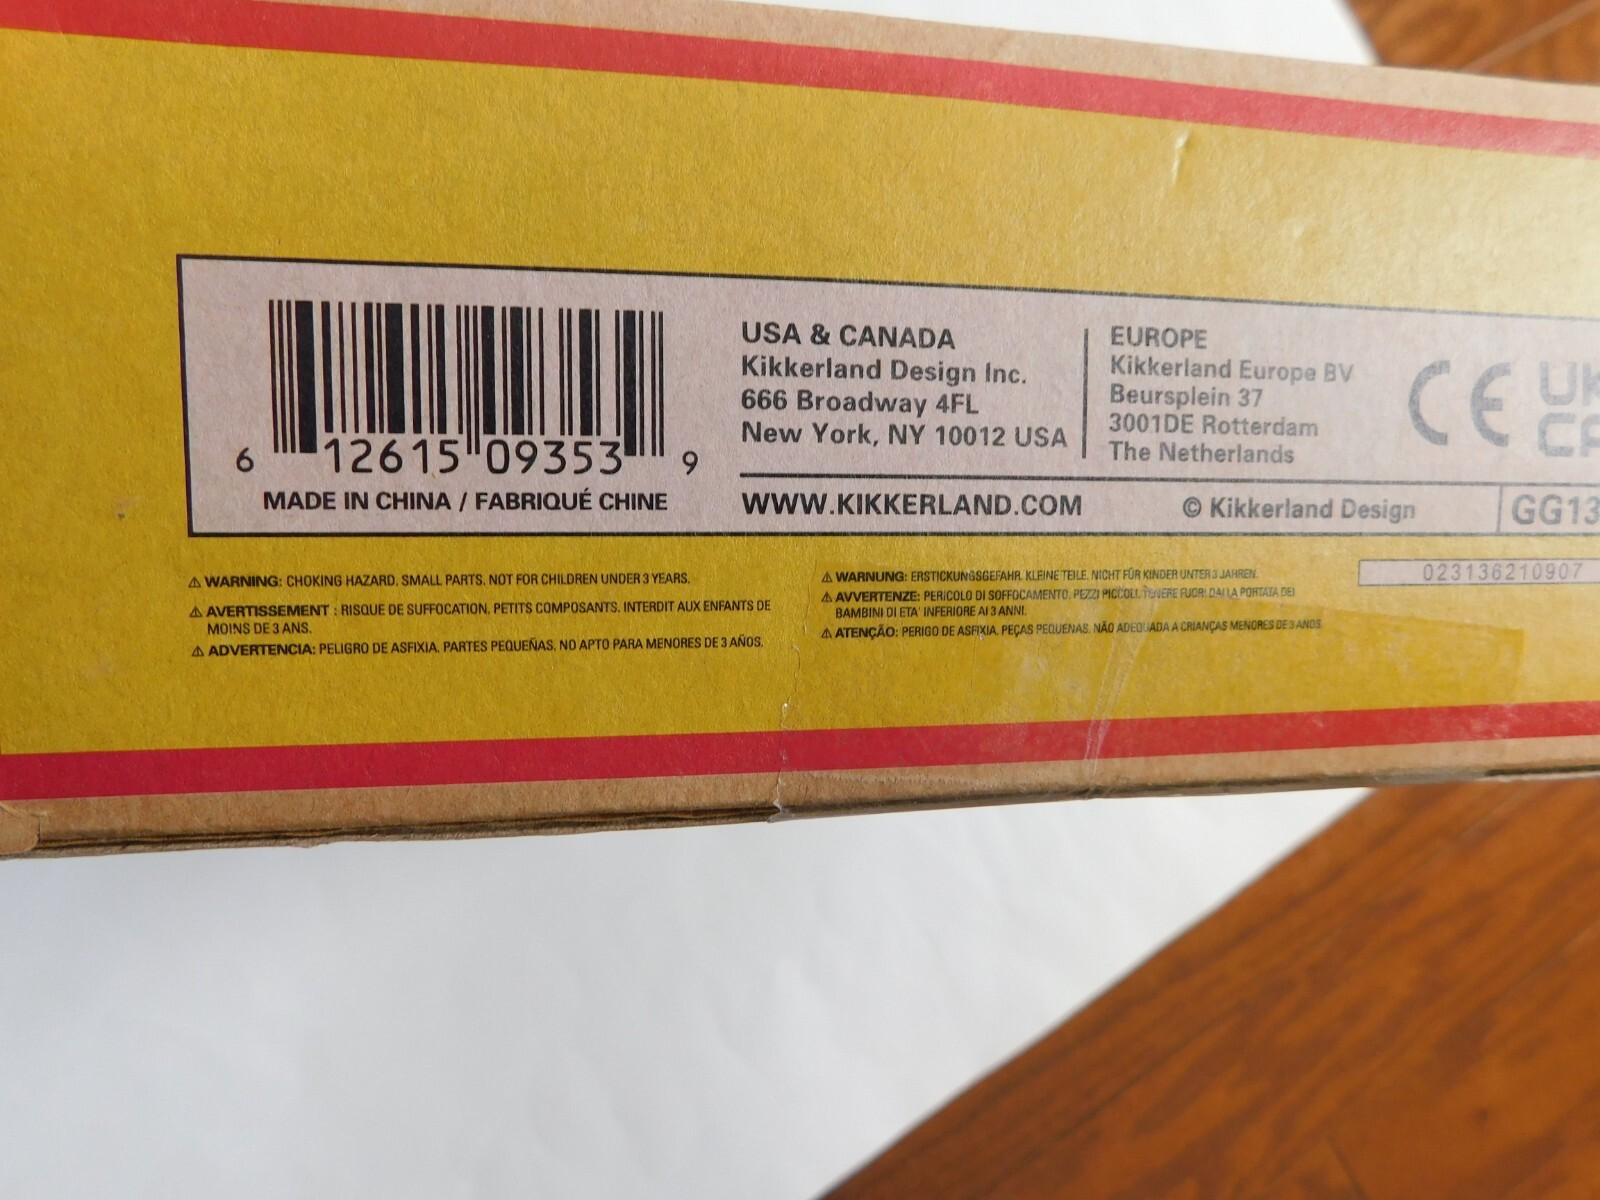 6 12615 09353 9
MADE IN CHINA / FABRIQUÉ CHINE
USA & CANADA
Kikkerland Design Inc.
666 Broadway 4FL
New York, NY 10012 USA
EUROPE
Kikkerland Europe BV
Beursplein 37
3001DE Rotterdam
The Netherlands
CE
UK
CA
WWW.KIKKERLAND.COM
© Kikkerland Design
GG13
⚠ WARNING: CHOKING HAZARD. SMALL PARTS. NOT FOR CHILDREN UNDER 3 YEARS.
⚠ AVERTISSEMENT : RISQUE DE SUFFOCATION. PETITS COMPOSANTS. INTERDIT AUX ENFANTS DE
MOINS DE 3 ANS.
⚠ ADVERTENCIA: PELIGRO DE ASFIXIA. PARTES PEQUEÑAS. NO APTO PARA MENORES DE 3 AÑOS.
⚠ WARNUNG: ERSTICKUNGSGEFAHR. KLEINE TEILE. NICHT FÜR KINDER UNTER 3 JAHREN.
⚠ AVVERTENZE: PERICOLO DI SOFFOCAMENTO. PEZZI PICCOLI. TENERE FUORI DALLA PORTATA DEI
BAMBINI DI ETA' INFERIORE AI 3 ANNI.
⚠ ATENÇÃO: PERIGO DE ASFIXIA. PEÇAS PEQUENAS. NÃO ADEQUADA A CRIANÇAS MENORES DE 3 ANOS.
023136210907